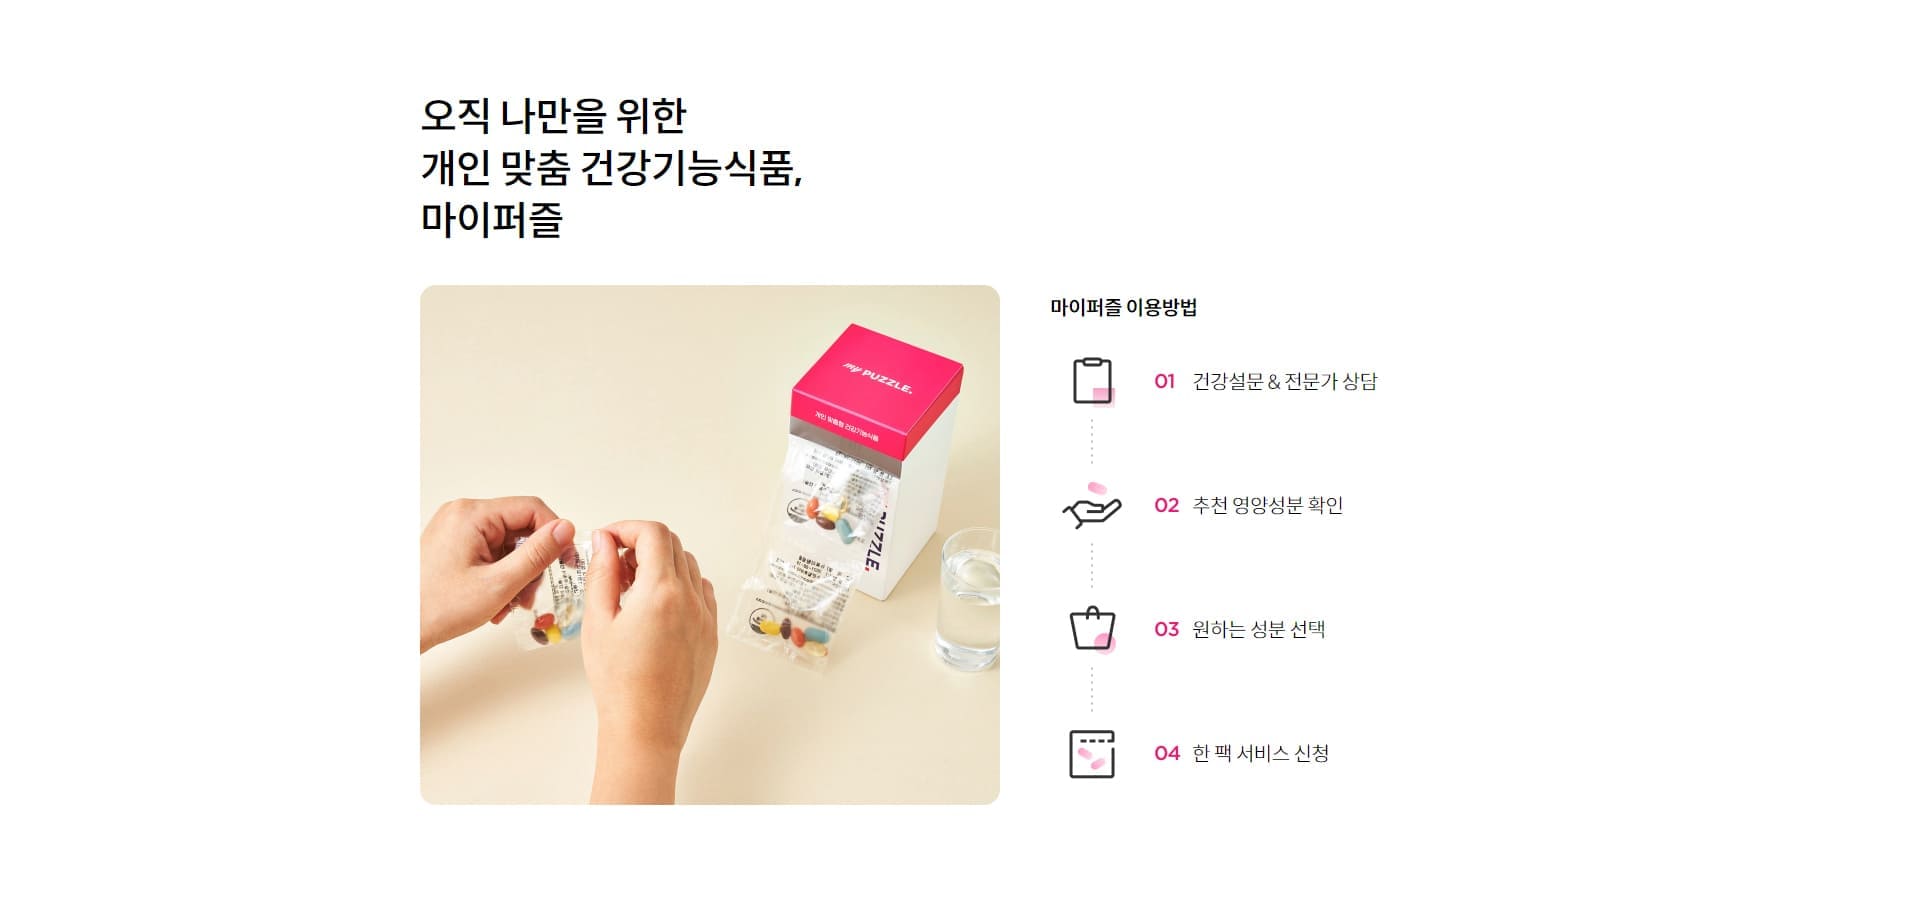 오직 나만을 위한
개인 맞춤 건강기능식품,
마이퍼즐
마이퍼즐 이용방법
01 건강설문 & 전문가 상담
02 추천 영양성분 확인
03 원하는 성분 선택
04 한 팩 서비스 신청
my PUZZLE.
개인 맞춤형 건강기능식품
PUZZLE.